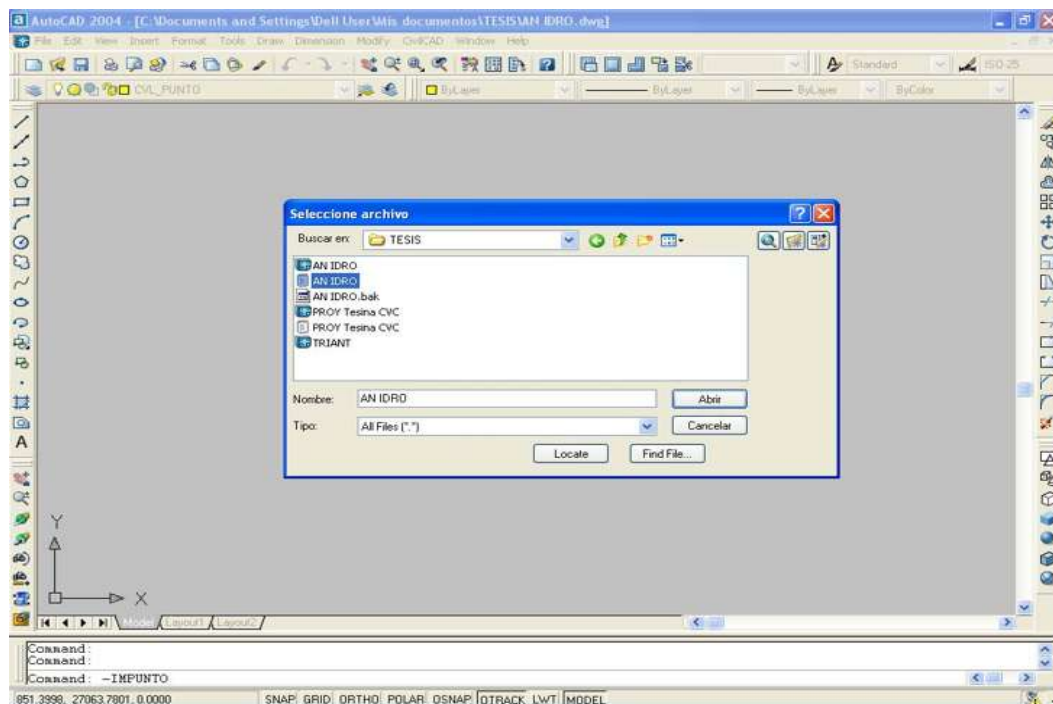 AutoCAD 2004 - [C:\Documents and Settings\Dell User\Mis documentos\TESIS\AN IDRO.dwg]
File Edit View Insert Format Tools Draw Dimension Modify CivilCAD Window Help
Standard ISO-25
CVL_PUNTO ByLayer ByLayer ByLayer ByColor
Seleccione archivo
Buscar en: TESIS
AN IDRO
AN IDRO
AN IDRO.bak
PROY Tesina CVC
PROY Tesina CVC
TRIANT
Nombre: AN IDRO Abrir
Tipo: All Files (*.*) Cancelar
Locate Find File...
Y
X
Model Layout1 Layout2
Command:
Command:
Command: -IMPUNTO
851.3998, 27063.7801, 0.0000 SNAP GRID ORTHO POLAR OSNAP OTRACK LWT MODEL